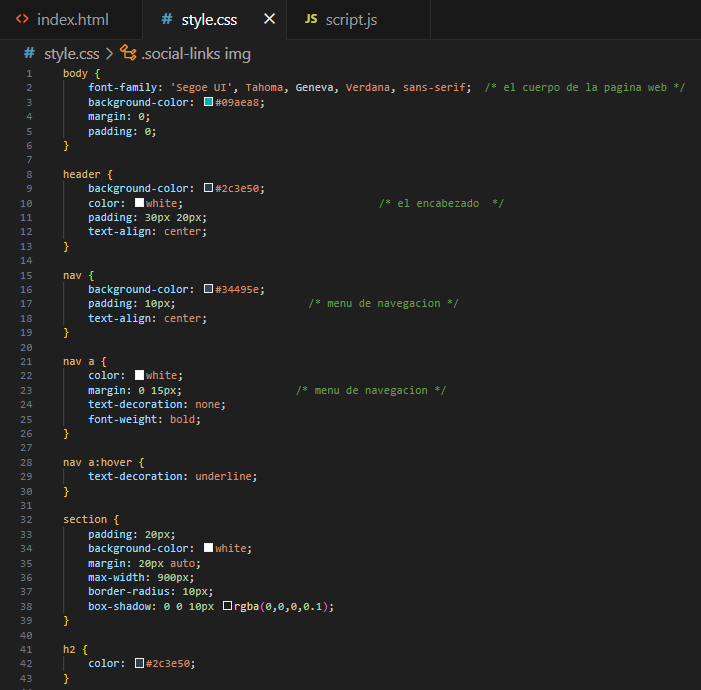 <> index.html # style.css × JS script.js
# style.css > .social-links img
1 body {
2 font-family: 'Segoe UI', Tahoma, Geneva, Verdana, sans-serif; /* el cuerpo de la pagina web */
3 background-color: #09aea8;
4 margin: 0;
5 padding: 0;
6 }
7
8 header {
9 background-color: #2c3e50;
10 color: white; /* el encabezado */
11 padding: 30px 20px;
12 text-align: center;
13 }
14
15 nav {
16 background-color: #34495e;
17 padding: 10px; /* menu de navegacion */
18 text-align: center;
19 }
20
21 nav a {
22 color: white;
23 margin: 0 15px; /* menu de navegacion */
24 text-decoration: none;
25 font-weight: bold;
26 }
27
28 nav a:hover {
29 text-decoration: underline;
30 }
31
32 section {
33 padding: 20px;
34 background-color: white;
35 margin: 20px auto;
36 max-width: 900px;
37 border-radius: 10px;
38 box-shadow: 0 0 10px rgba(0,0,0,0.1);
39 }
40
41 h2 {
42 color: #2c3e50;
43 }